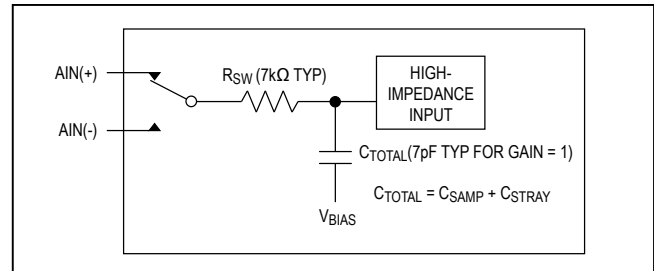 AIN(+)
RSW (7kΩ TYP)
HIGH-
IMPEDANCE
INPUT
AIN(-)
CTOTAL(7pF TYP FOR GAIN = 1)
CTOTAL = CSAMP + CSTRAY
VBIAS